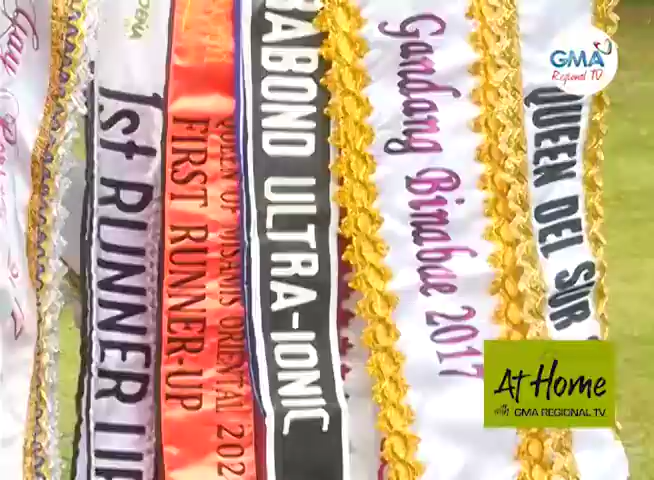 1st RUNNER UP
QUEEN OF MISAMIS ORIENTAL 202
FIRST RUNNER-UP
ABOND ULTRA-IONIC
Gandang Binabae 2017
QUEEN DEL SUR
GMA
Regional TV
At Home
with GMA REGIONAL TV